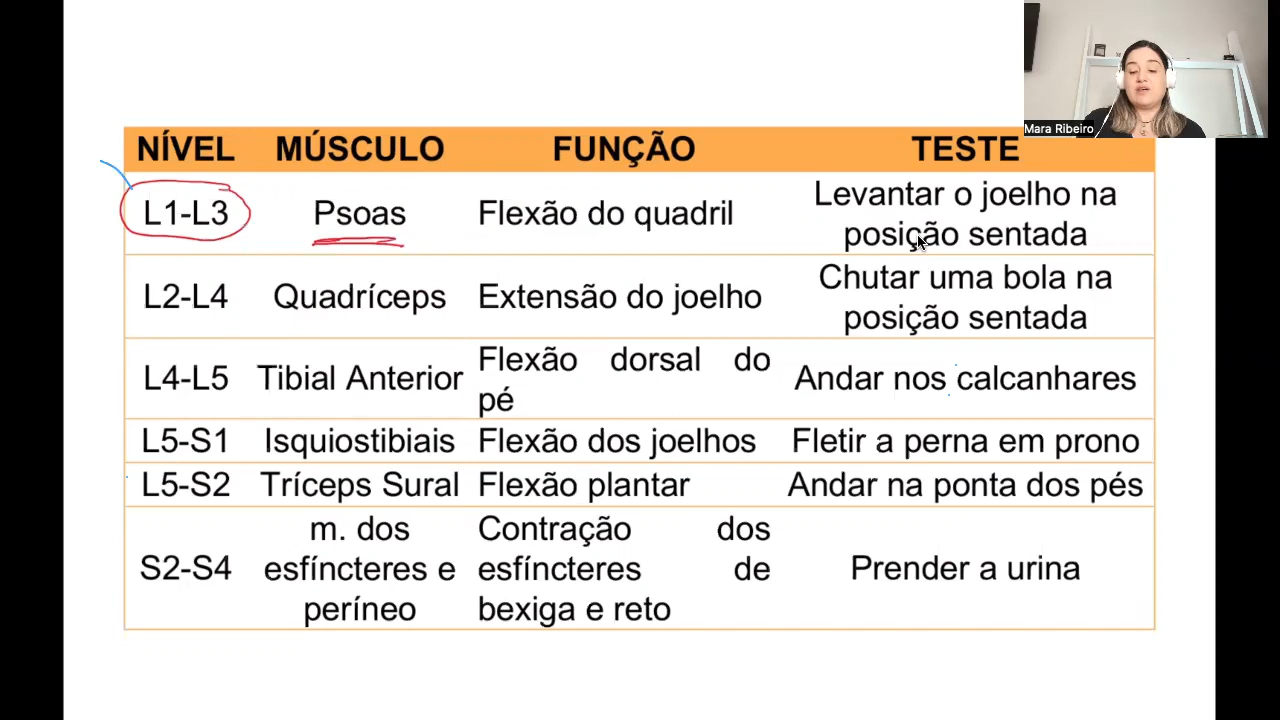 Mara Ribeiro
NÍVEL MÚSCULO FUNÇÃO TESTE
L1-L3 Psoas Flexão do quadril Levantar o joelho na
posição sentada
L2-L4 Quadríceps Extensão do joelho Chutar uma bola na
posição sentada
L4-L5 Tibial Anterior Flexão dorsal do
pé Andar nos calcanhares
L5-S1 Isquiostibiais Flexão dos joelhos Fletir a perna em prono
L5-S2 Tríceps Sural Flexão plantar Andar na ponta dos pés
S2-S4 m. dos
esfíncteres e
períneo Contração dos
esfíncteres de
bexiga e reto Prender a urina